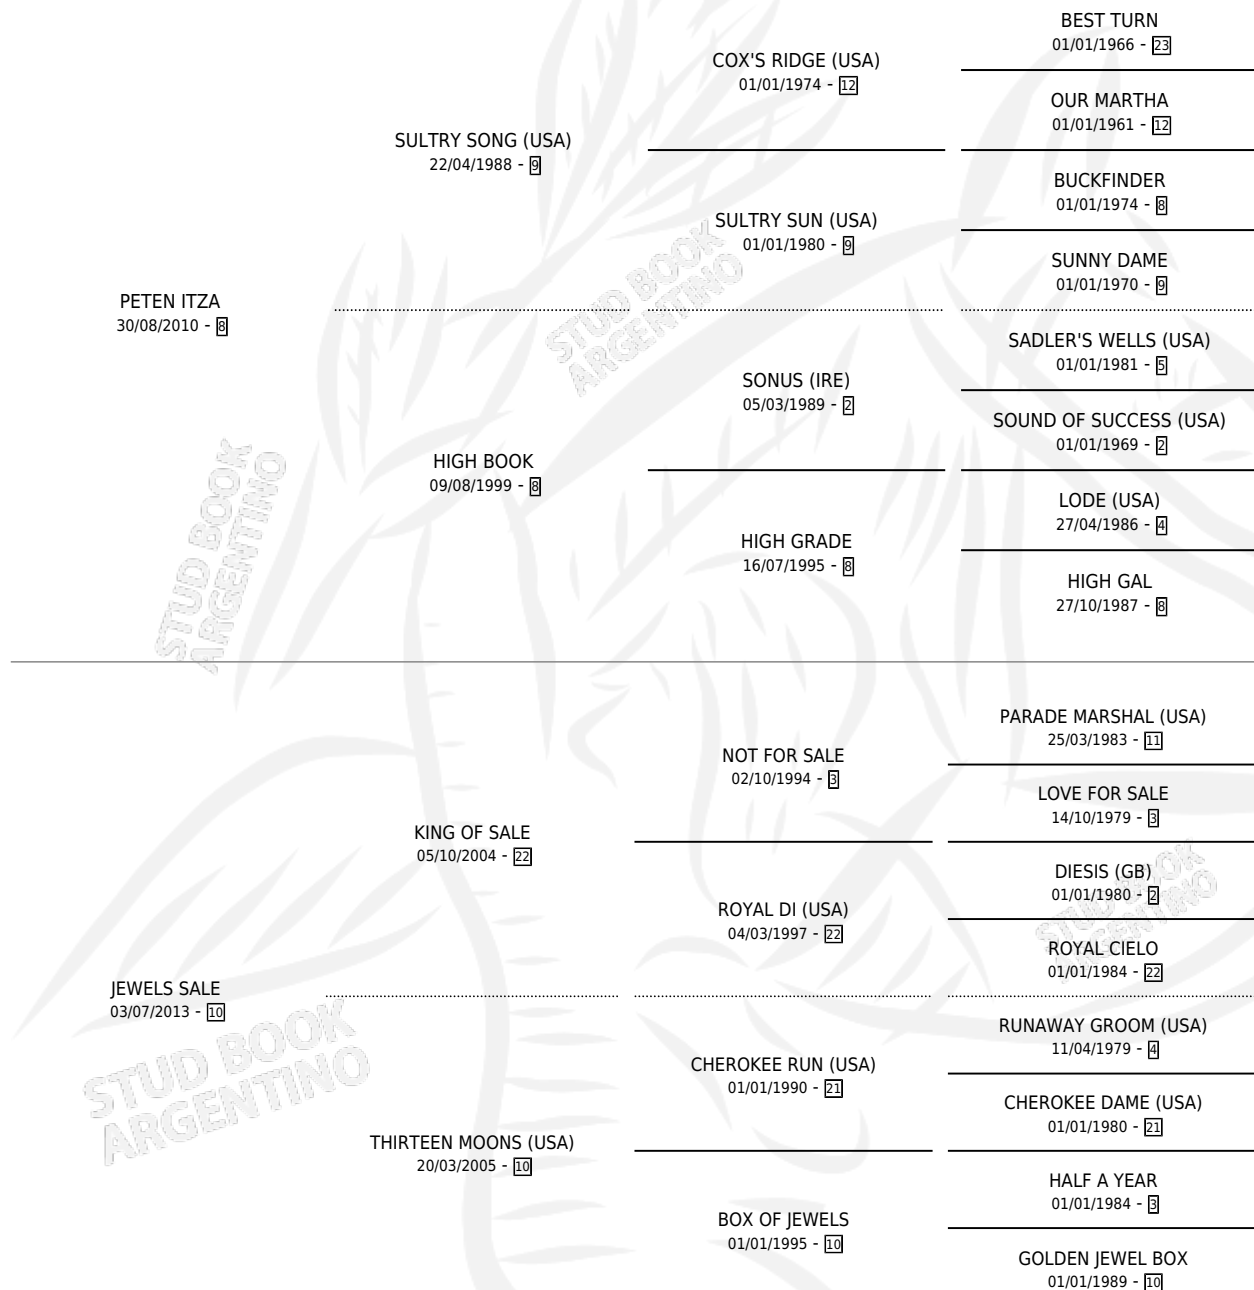 BEST TURN
01/01/1966 - 23
COX'S RIDGE (USA)
01/01/1974 - 12
OUR MARTHA
01/01/1961 - 12
SULTRY SONG (USA)
22/04/1988 - 9
BUCKFINDER
01/01/1974 - 8
SULTRY SUN (USA)
01/01/1980 - 9
SUNNY DAME
01/01/1970 - 9
PETEN ITZA
30/08/2010 - 8
STUD BOOK
ARGENTINO
SADLER'S WELLS (USA)
01/01/1981 - 5
SONUS (IRE)
05/03/1989 - 2
SOUND OF SUCCESS (USA)
01/01/1969 - 2
HIGH BOOK
09/08/1999 - 8
LODE (USA)
27/04/1986 - 4
HIGH GRADE
16/07/1995 - 8
HIGH GAL
27/10/1987 - 8
STUD BOOK
ARGENTINO
PARADE MARSHAL (USA)
25/03/1983 - 11
NOT FOR SALE
02/10/1994 - 3
LOVE FOR SALE
14/10/1979 - 3
KING OF SALE
05/10/2004 - 22
DIESIS (GB)
01/01/1980 - 2
ROYAL DI (USA)
04/03/1997 - 22
STUD BOOK
ARGENTINO
ROYAL CIELO
01/01/1984 - 22
JEWELS SALE
03/07/2013 - 10
RUNAWAY GROOM (USA)
11/04/1979 - 4
CHEROKEE RUN (USA)
01/01/1990 - 21
CHEROKEE DAME (USA)
01/01/1980 - 21
STUD BOOK
ARGENTINO
THIRTEEN MOONS (USA)
20/03/2005 - 10
HALF A YEAR
01/01/1984 - 3
BOX OF JEWELS
01/01/1995 - 10
GOLDEN JEWEL BOX
01/01/1989 - 10